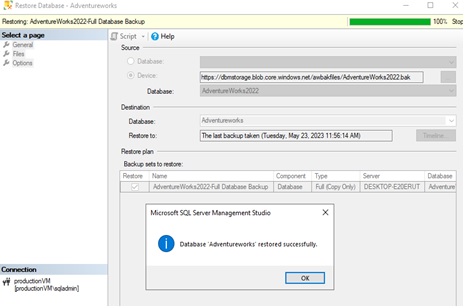 Restore Database - Adventureworks
Restoring: AdventureWorks2022-Full Database Backup
100%
Stop
Select a page
General
Files
Options
Script
Help
Source
Database:
Device:
https://dbmstorage.blob.core.windows.net/awbakfiles/AdventureWorks2022.bak
Database:
AdventureWorks2022
Destination
Database:
Adventureworks
Restore to:
The last backup taken (Tuesday, May 23, 2023 11:56:14 AM)
Timeline...
Restore plan
Backup sets to restore:
Restore Name Component Type Server Database
AdventureWorks2022-Full Database Backup Database Full (Copy Only) DESKTOP-E20ERUT Adventure
Microsoft SQL Server Management Studio
Database 'Adventureworks' restored successfully.
OK
Connection
productionVM
[productionVM\sqladmin]